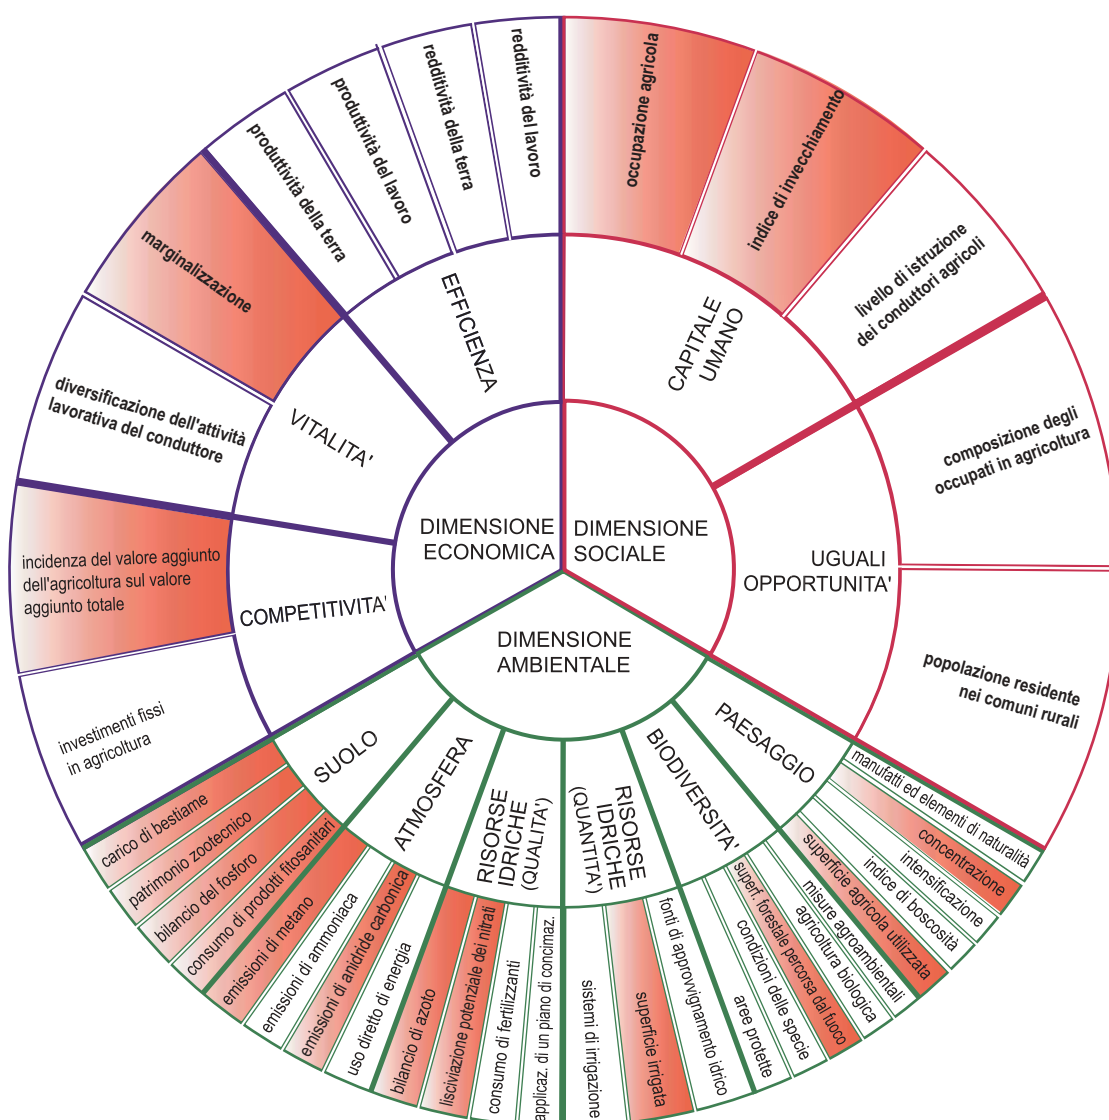 DIMENSIONE
ECONOMICA
EFFICIENZA
redditività del lavoro
redditività della terra
produttività del lavoro
produttività della terra
VITALITA'
marginalizzazione
diversificazione dell'attività
lavorativa del conduttore
COMPETITIVITA'
incidenza del valore aggiunto
dell'agricoltura sul valore
aggiunto totale
investimenti fissi
in agricoltura
DIMENSIONE
SOCIALE
CAPITALE
UMANO
occupazione agricola
indice di invecchiamento
livello di istruzione
dei conduttori agricoli
UGUALI
OPPORTUNITA'
composizione degli
occupati in agricoltura
popolazione residente
nei comuni rurali
DIMENSIONE
AMBIENTALE
SUOLO
carico di bestiame
patrimonio zootecnico
bilancio del fosforo
consumo di prodotti fitosanitari
ATMOSFERA
emissioni di metano
emissioni di ammoniaca
emissioni di anidride carbonica
uso diretto di energia
RISORSE
IDRICHE
(QUALITA')
bilancio di azoto
lisciviazione potenziale dei nitrati
consumo di fertilizzanti
applicaz. di un piano di concimaz.
RISORSE
IDRICHE
(QUANTITA')
sistemi di irrigazione
superficie irrigata
fonti di approvvignamento idrico
BIODIVERSITA'
aree protette
condizioni delle specie
superf. forestale percorsa dal fuoco
agricoltura biologica
misure agroambientali
PAESAGGIO
superficie agricola utilizzata
indice di boscosità
intensificazione
concentrazione
manufatti ed elementi di naturalità